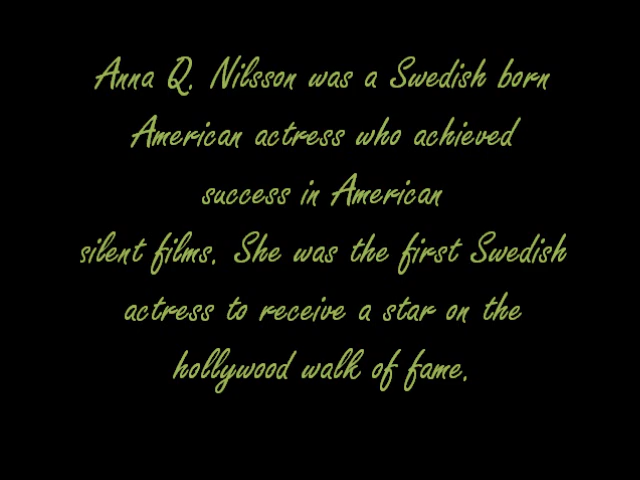 Anna Q. Nilsson was a Swedish born
American actress who achieved
success in American
silent films. She was the first Swedish
actress to receive a star on the
hollywood walk of fame.